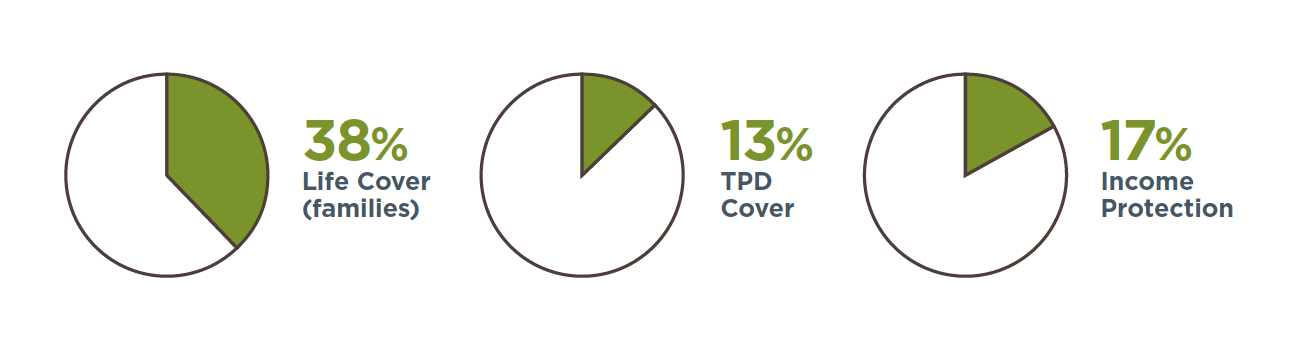 38%
Life Cover
(families)
13%
TPD
Cover
17%
Income
Protection